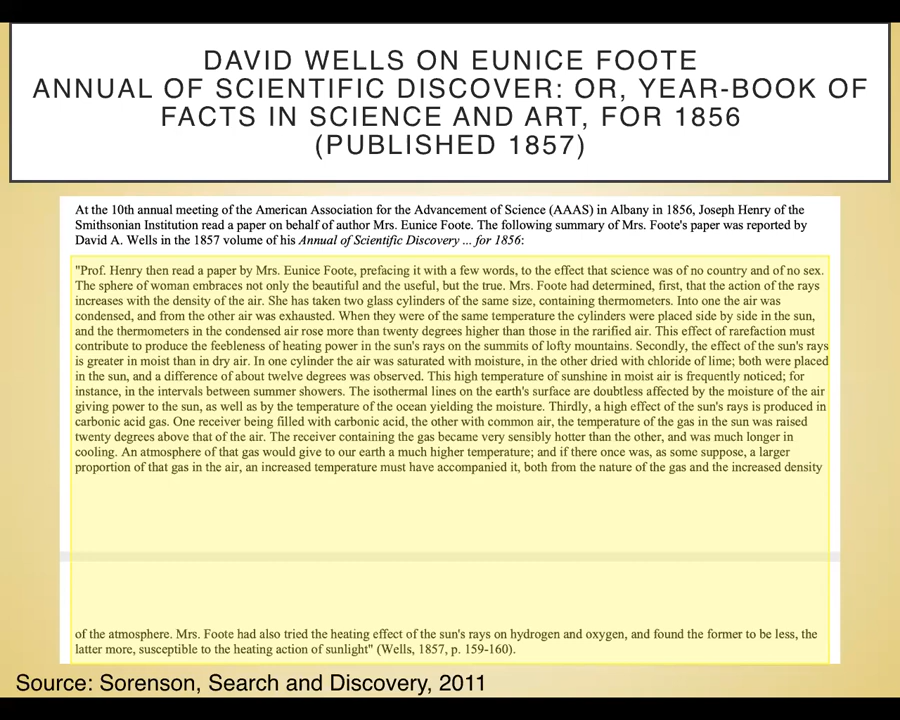 DAVID WELLS ON EUNICE FOOTE
ANNUAL OF SCIENTIFIC DISCOVER: OR, YEAR-BOOK OF
FACTS IN SCIENCE AND ART, FOR 1856
(PUBLISHED 1857)
At the 10th annual meeting of the American Association for the Advancement of Science (AAAS) in Albany in 1856, Joseph Henry of the
Smithsonian Institution read a paper on behalf of author Mrs. Eunice Foote. The following summary of Mrs. Foote's paper was reported by
David A. Wells in the 1857 volume of his Annual of Scientific Discovery ... for 1856:
"Prof. Henry then read a paper by Mrs. Eunice Foote, prefacing it with a few words, to the effect that science was of no country and of no sex.
The sphere of woman embraces not only the beautiful and the useful, but the true. Mrs. Foote had determined, first, that the action of the rays
increases with the density of the air. She has taken two glass cylinders of the same size, containing thermometers. Into one the air was
condensed, and from the other air was exhausted. When they were of the same temperature the cylinders were placed side by side in the sun,
and the thermometers in the condensed air rose more than twenty degrees higher than those in the rarified air. This effect of rarefaction must
contribute to produce the feebleness of heating power in the sun's rays on the summits of lofty mountains. Secondly, the effect of the sun's rays
is greater in moist than in dry air. In one cylinder the air was saturated with moisture, in the other dried with chloride of lime; both were placed
in the sun, and a difference of about twelve degrees was observed. This high temperature of sunshine in moist air is frequently noticed; for
instance, in the intervals between summer showers. The isothermal lines on the earth's surface are doubtless affected by the moisture of the air
giving power to the sun, as well as by the temperature of the ocean yielding the moisture. Thirdly, a high effect of the sun's rays is produced in
carbonic acid gas. One receiver being filled with carbonic acid, the other with common air, the temperature of the gas in the sun was raised
twenty degrees above that of the air. The receiver containing the gas became very sensibly hotter than the other, and was much longer in
cooling. An atmosphere of that gas would give to our earth a much higher temperature; and if there once was, as some suppose, a larger
proportion of that gas in the air, an increased temperature must have accompanied it, both from the nature of the gas and the increased density
of the atmosphere. Mrs. Foote had also tried the heating effect of the sun's rays on hydrogen and oxygen, and found the former to be less, the
latter more, susceptible to the heating action of sunlight" (Wells, 1857, p. 159-160).
Source: Sorenson, Search and Discovery, 2011